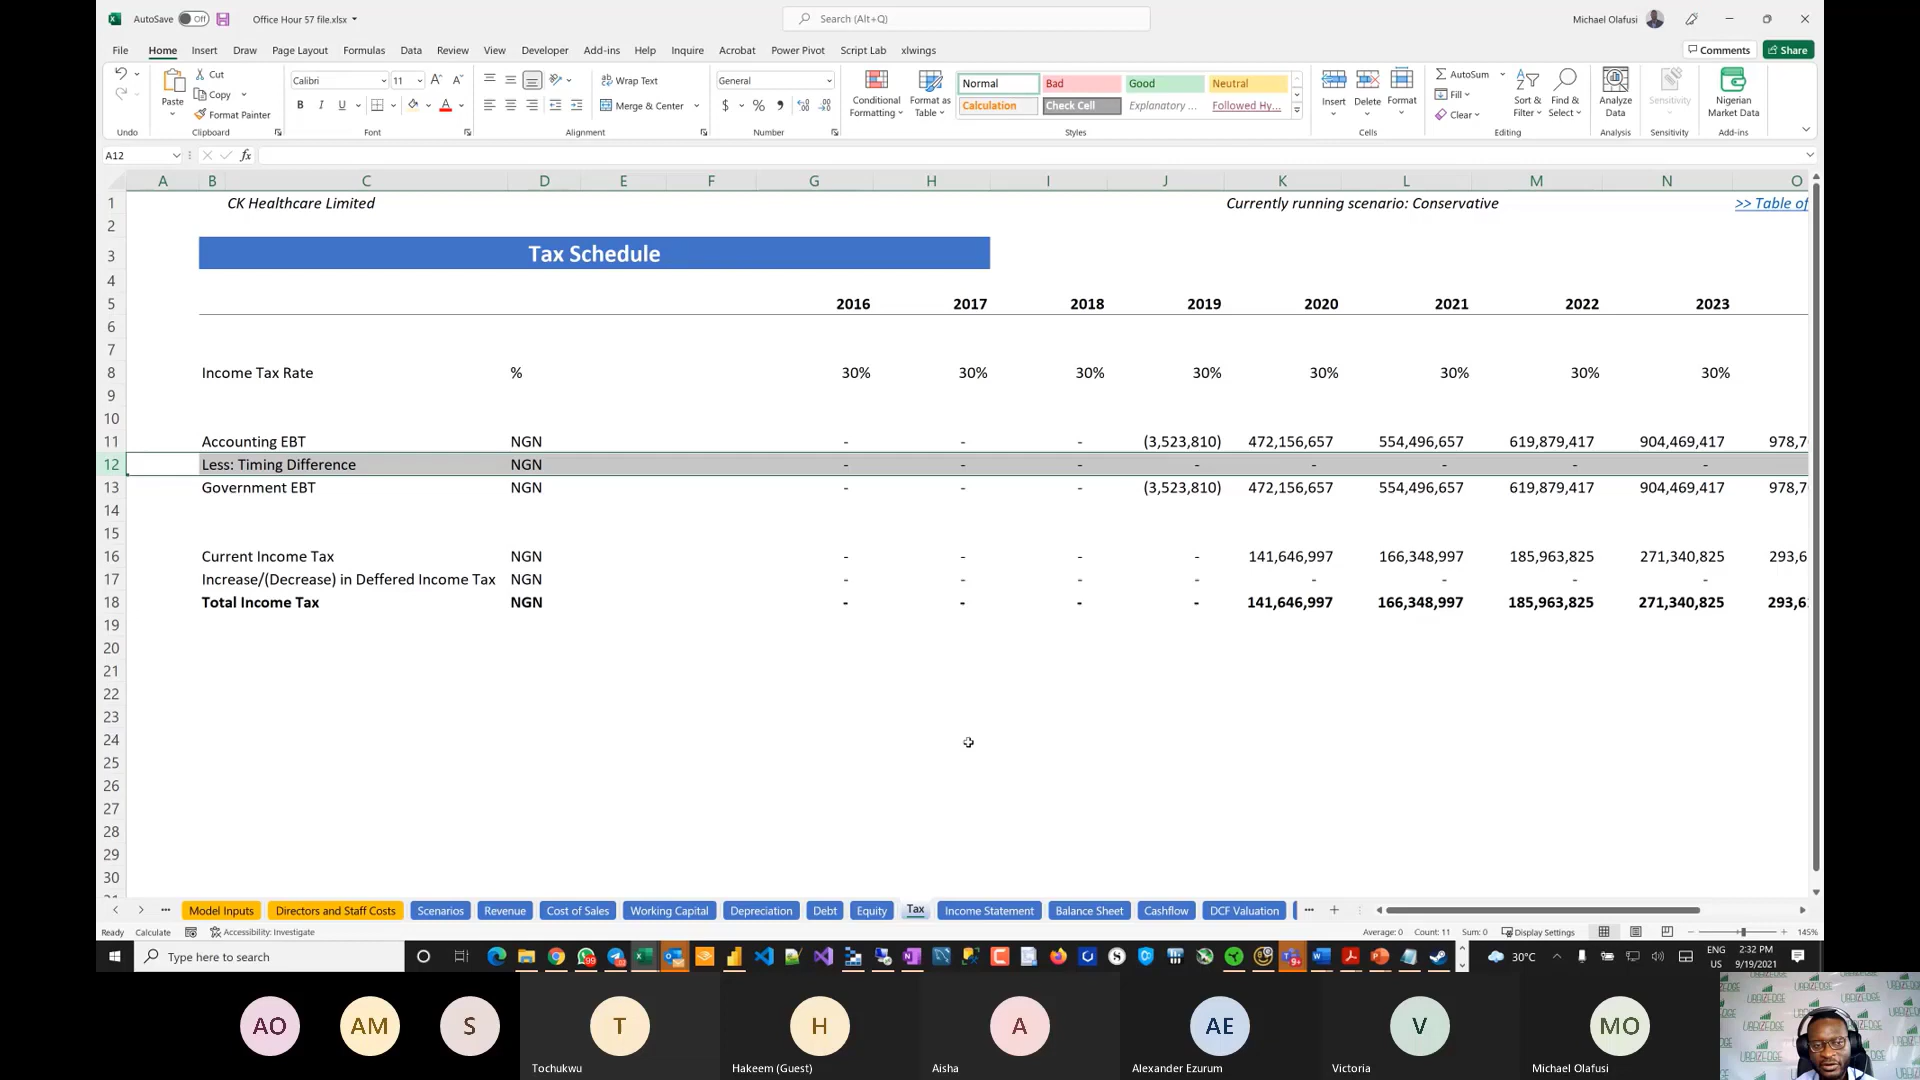 AutoSave Off Office Hour 57 file.xlsx Search (Alt+Q) Michael Olafusi
File Home Insert Draw Page Layout Formulas Data Review View Developer Add-ins Help Inquire Acrobat Power Pivot Script Lab xlwings Comments Share
Cut
Copy
Format Painter
Paste
Calibri 11
B I U
Wrap Text
Merge & Center
General
Conditional Formatting
Format as Table
Normal Bad Good Neutral
Calculation Check Cell Explanatory ... Followed Hy...
Insert Delete Format
AutoSum
Fill
Clear
Sort & Filter
Find & Select
Analyze Data
Sensitivity
Nigerian Market Data
Undo Clipboard Font Alignment Number Styles Cells Editing Analysis Sensitivity Add-ins
A12 fx
A B C D E F G H I J K L M N O
1 CK Healthcare Limited Currently running scenario: Conservative >> Table of
2
3 Tax Schedule
4
5 2016 2017 2018 2019 2020 2021 2022 2023
6
7
8 Income Tax Rate % 30% 30% 30% 30% 30% 30% 30% 30%
9
10
11 Accounting EBT NGN - - - (3,523,810) 472,156,657 554,496,657 619,879,417 904,469,417 978,7
12 Less: Timing Difference NGN - - - - - - - -
13 Government EBT NGN - - - (3,523,810) 472,156,657 554,496,657 619,879,417 904,469,417 978,7
14
15
16 Current Income Tax NGN - - - - 141,646,997 166,348,997 185,963,825 271,340,825 293,6
17 Increase/(Decrease) in Deffered Income Tax NGN - - - - - - - -
18 Total Income Tax NGN - - - - 141,646,997 166,348,997 185,963,825 271,340,825 293,6
19
20
21
22
23
24
25
26
27
28
29
30
Model Inputs Directors and Staff Costs Scenarios Revenue Cost of Sales Working Capital Depreciation Debt Equity Tax Income Statement Balance Sheet Cashflow DCF Valuation
Ready Calculate Accessibility: Investigate Average: 0 Count: 11 Sum: 0 Display Settings 145%
Type here to search 30°C ENG US 2:32 PM 9/19/2021
AO AM S T H A AE V MO
Tochukwu Hakeem (Guest) Aisha Alexander Ezurum Victoria Michael Olafusi
URBIZEDGE